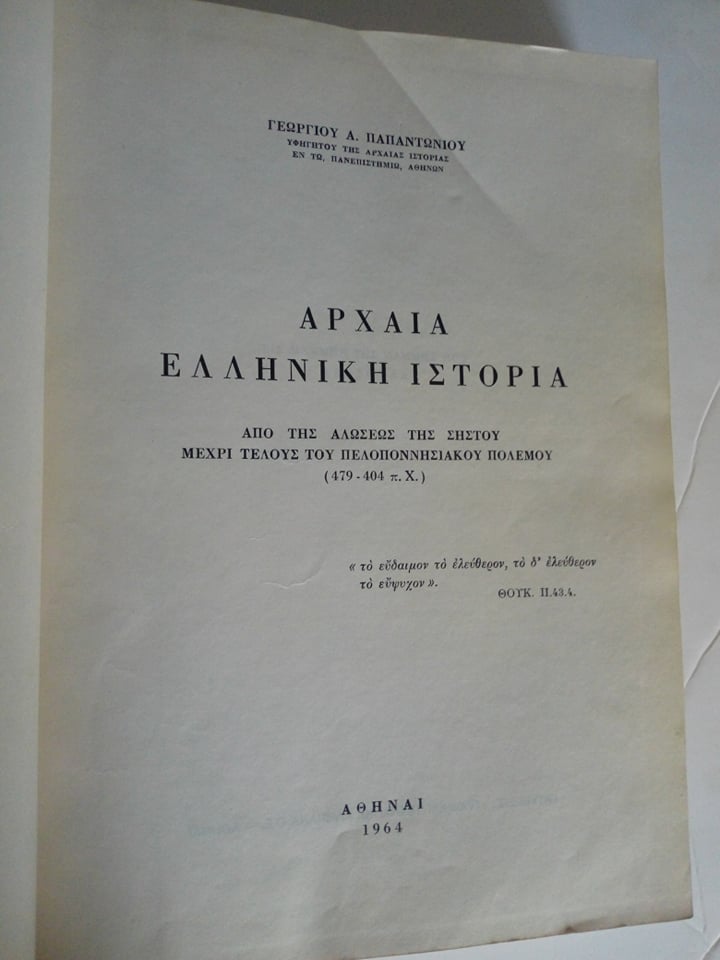 ΓΕΩΡΓΙΟΥ Α. ΠΑΠΑΝΤΩΝΙΟΥ
ΥΦΗΓΗΤΟΥ ΤΗΣ ΑΡΧΑΙΑΣ ΙΣΤΟΡΙΑΣ
ΕΝ ΤΩ, ΠΑΝΕΠΙΣΤΗΜΙΩ, ΑΘΗΝΩΝ
ΑΡΧΑΙΑ
ΕΛΛΗΝΙΚΗ ΙΣΤΟΡΙΑ
ΑΠΟ ΤΗΣ ΑΛΩΣΕΩΣ ΤΗΣ ΣΗΣΤΟΥ
ΜΕΧΡΙ ΤΕΛΟΥΣ ΤΟΥ ΠΕΛΟΠΟΝΝΗΣΙΑΚΟΥ ΠΟΛΕΜΟΥ
(479-404 π.Χ.)
« τὸ εὔδαιμον τὸ ἐλεύθερον, τὸ δ' ἐλεύθερον
τὸ εὔψυχον ».
ΘΟΥΚ. II.43.4.
ΑΘΗΝΑΙ
1964